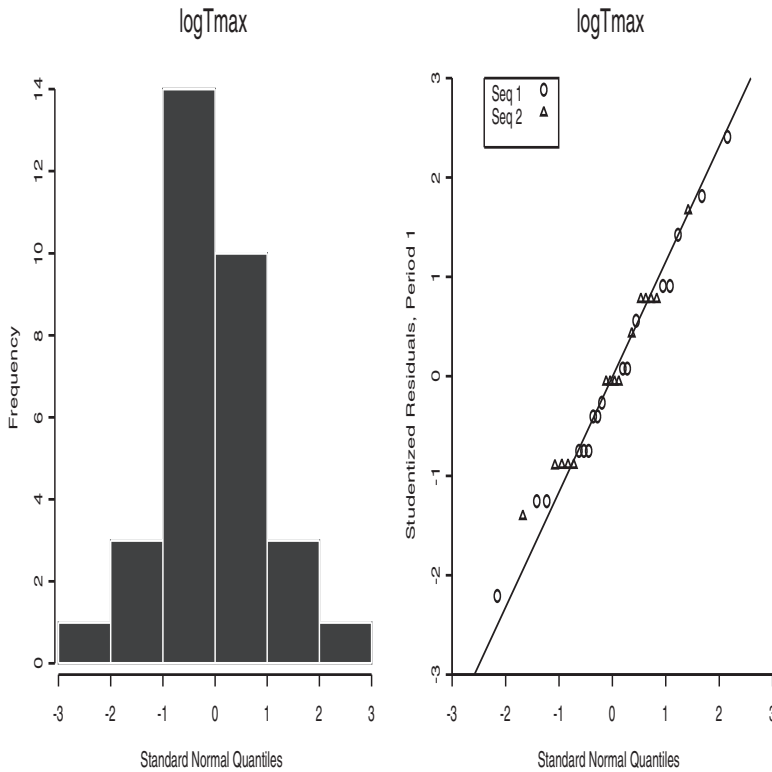 logTmax
Frequency
14
12
10
8
6
4
2
0
-3 -2 -1 0 1 2 3
Standard Normal Quantiles
logTmax
Seq 1
Seq 2
Studentized Residuals, Period 1
3
2
1
0
-1
-2
-3
-3 -2 -1 0 1 2 3
Standard Normal Quantiles